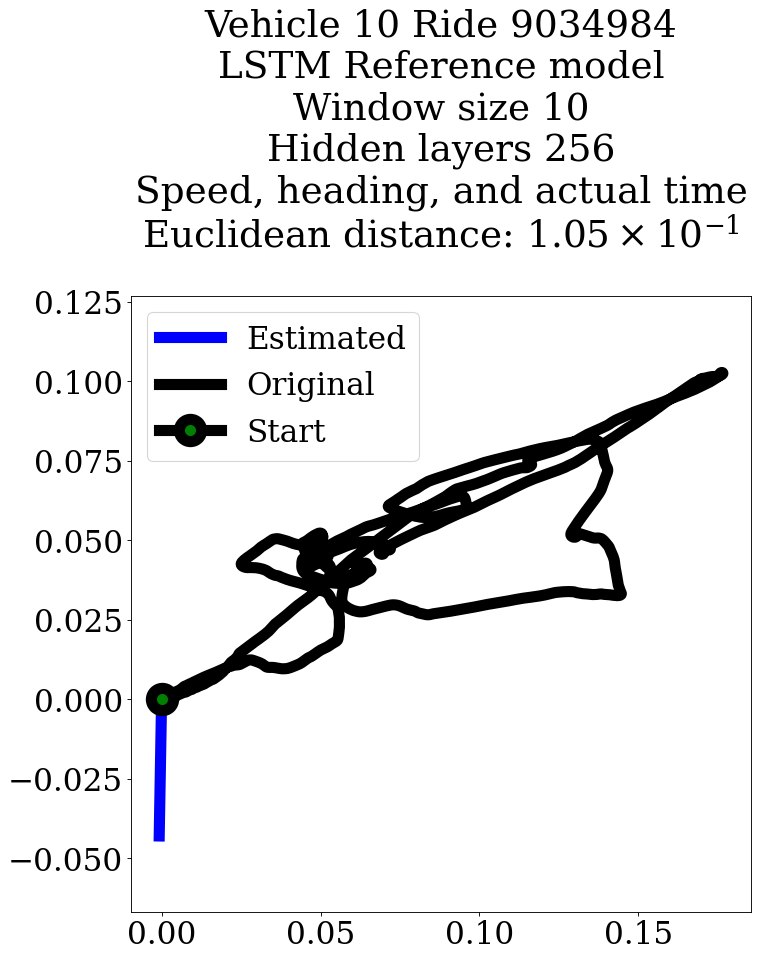 Vehicle 10 Ride 9034984
LSTM Reference model
Window size 10
Hidden layers 256
Speed, heading, and actual time
Euclidean distance: 1.05 × 10⁻¹
0.125
0.100
0.075
0.050
0.025
0.000
−0.025
−0.050
Estimated
Original
Start
0.00 0.05 0.10 0.15